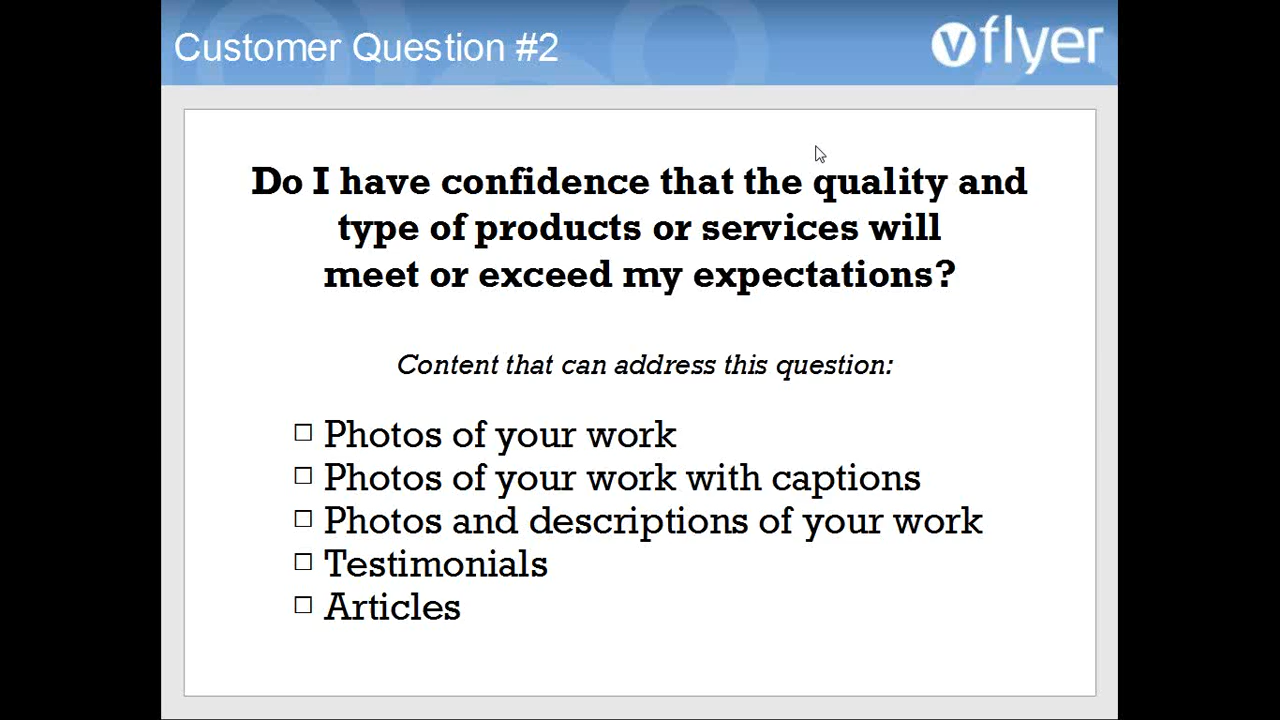 Customer Question #2
vflyer
Do I have confidence that the quality and
type of products or services will
meet or exceed my expectations?
Content that can address this question:
Photos of your work
Photos of your work with captions
Photos and descriptions of your work
Testimonials
Articles